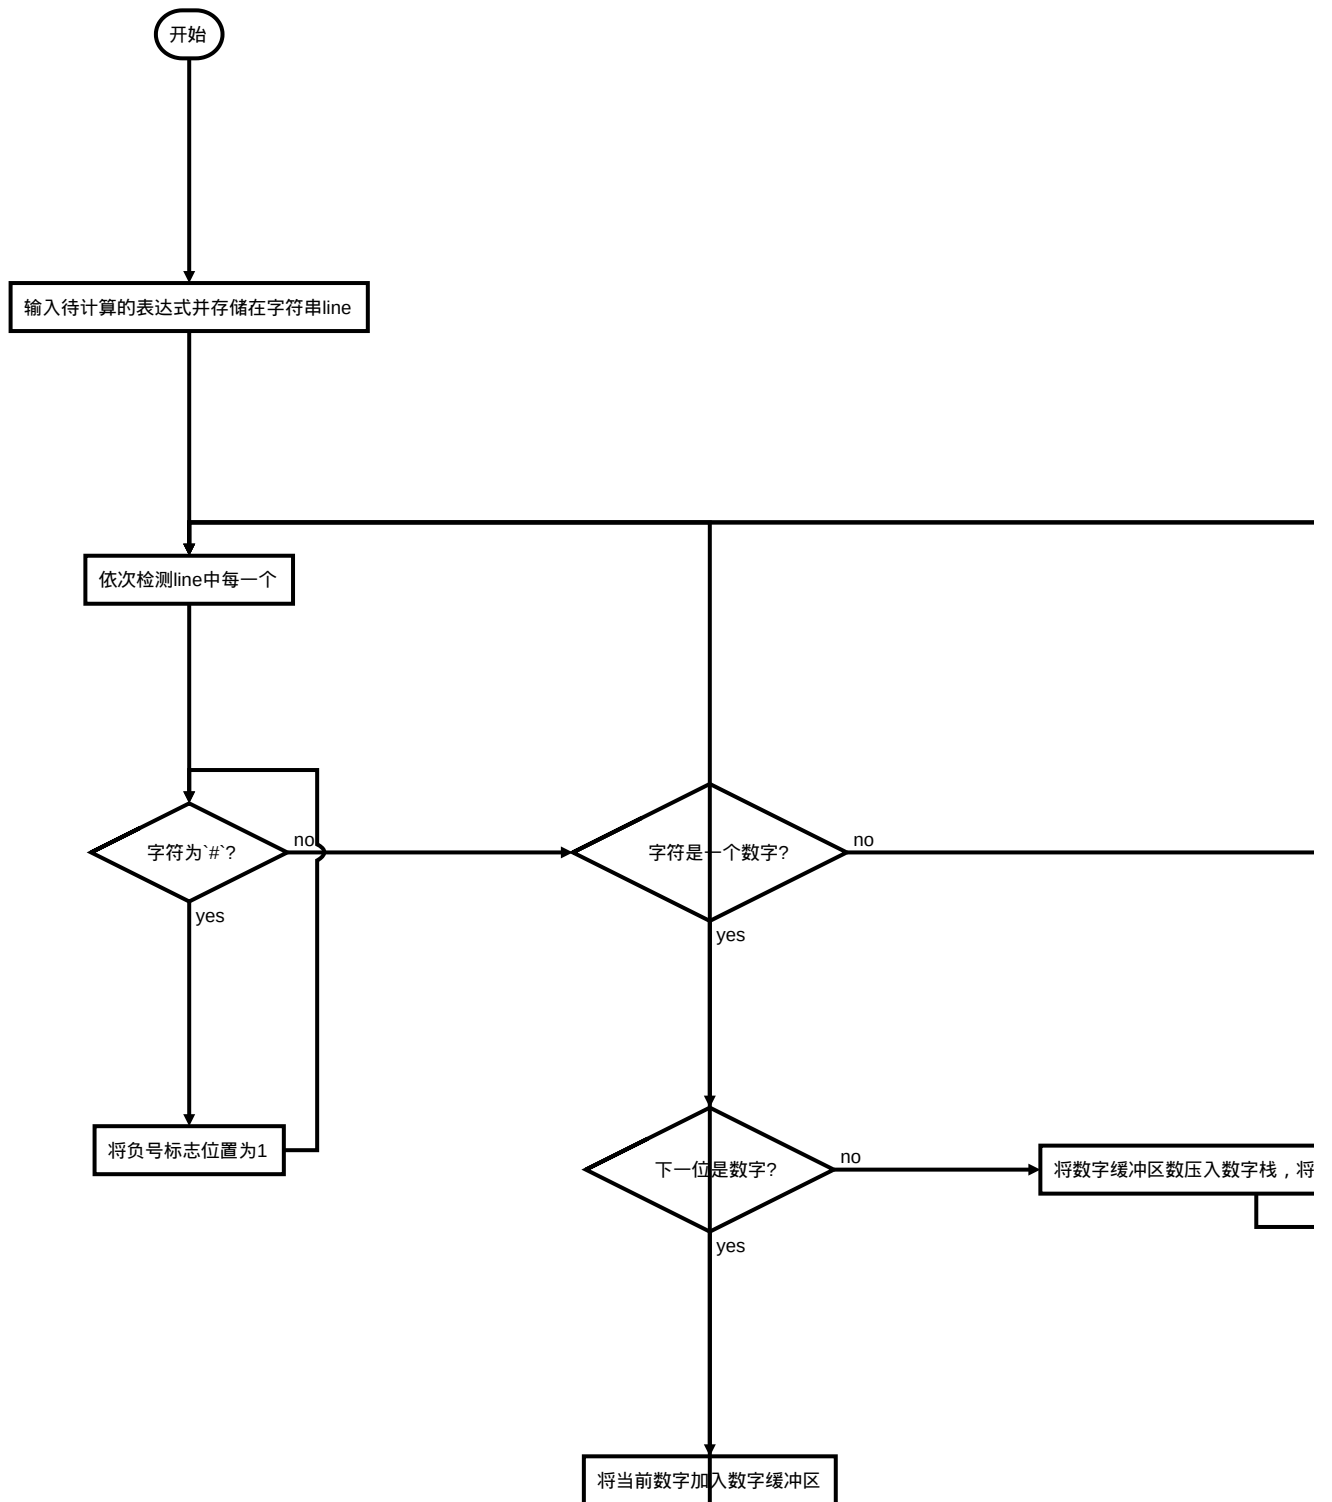 开始
输入待计算的表达式并存储在字符串line
依次检测line中每一个
字符为`#`?
no
字符是一个数字?
no
yes
yes
将负号标志位置为1
下一位是数字?
no
将数字缓冲区数压入数字栈，将
yes
将当前数字加入数字缓冲区